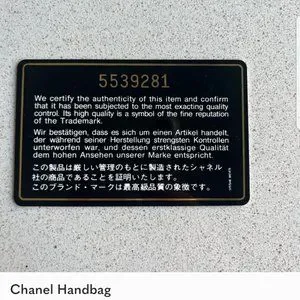 5539281
We certify the authenticity of this item and confirm
that it has been subjected to the most exacting quality
control. Its high quality is a symbol of the fine reputation
of the Trademark.
Wir bestätigen, dass es sich um einen Artikel handelt,
der während seiner Herstellung strengsten Kontrollen
unterworfen war, und dessen erstklassige Qualität
dem hohen Ansehen unserer Marke entspricht.
この製品は厳しい管理のもとに製造されたシャネル
社の商品であることを証明いたします。
このブランド・マークは最高級品質の象徴です。
Chanel Handbag